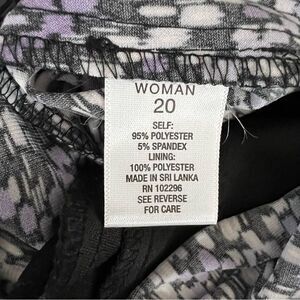 WOMAN
20
SELF:
95% POLYESTER
5% SPANDEX
LINING:
100% POLYESTER
MADE IN SRI LANKA
RN 102296
SEE REVERSE
FOR CARE